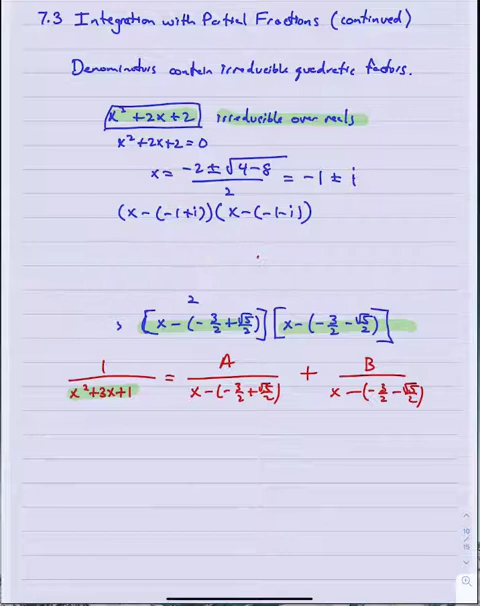 7.3 Integration with Partial Fractions (continued)
Denominators contain irreducible quadratic factors.
x² + 2x + 2 irreducible over reals
x² + 2x + 2 = 0
x = (-2 ± √(4-8))/2 = -1 ± i
(x - (-1+i))(x - (-1-i))
2
[x - (-3/2 + √5/2)][x - (-3/2 - √5/2)]
1/(x² + 3x + 1) = A/(x - (-3/2 + √5/2)) + B/(x - (-3/2 - √5/2))
10
/
15